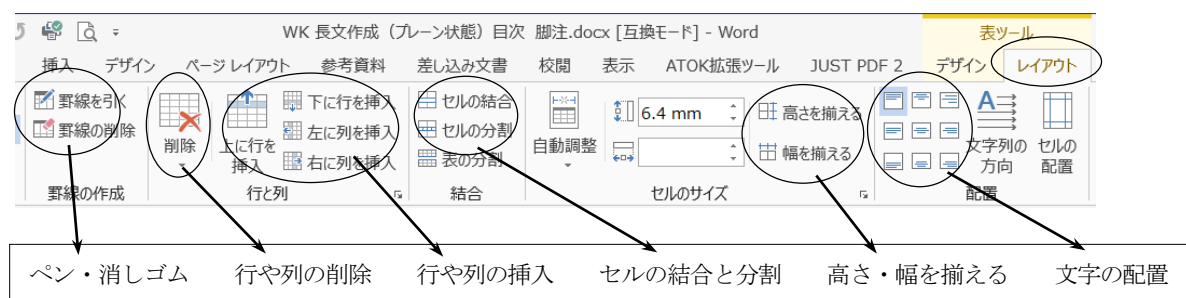 WK 長文作成（プレーン状態）目次 脚注.docx [互換モード] - Word
表ツール
挿入 デザイン ページ レイアウト 参考資料 差し込み文書 校閲 表示 ATOK拡張ツール JUST PDF 2 デザイン レイアウト
罫線を引く
罫線の削除
罫線の作成
削除
上に行を
挿入
下に行を挿入
左に列を挿入
右に列を挿入
行と列
セルの結合
セルの分割
表の分割
結合
自動調整
6.4 mm
高さを揃える
幅を揃える
セルのサイズ
文字列の
方向
セルの
配置
配置
ペン・消しゴム 行や列の削除 行や列の挿入 セルの結合と分割 高さ・幅を揃える 文字の配置